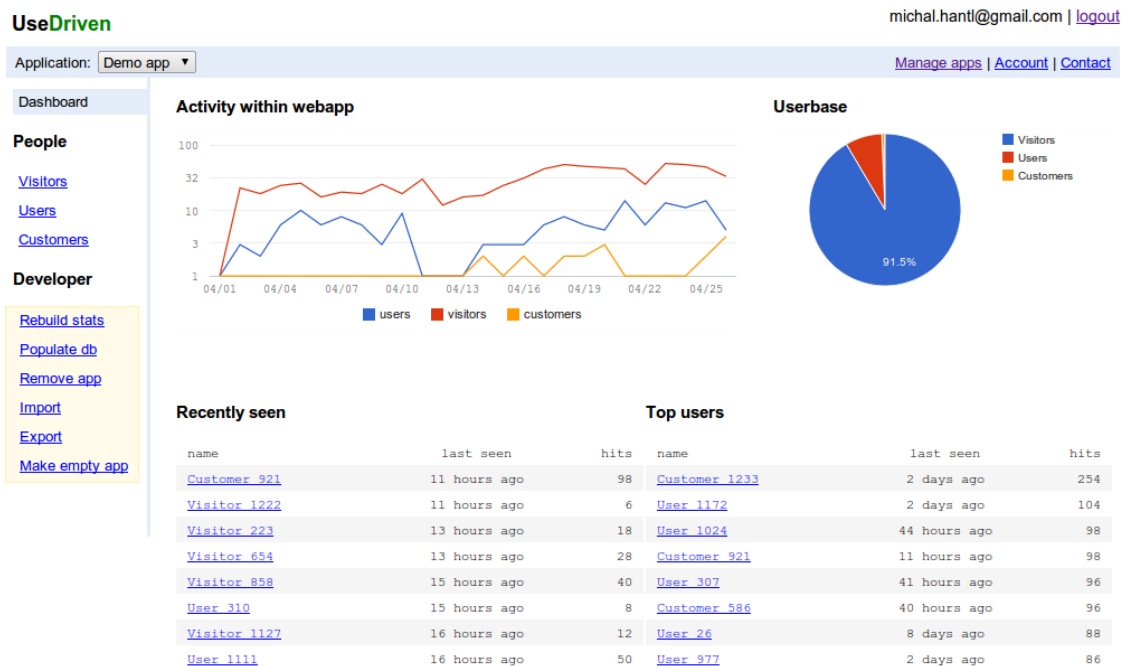 UseDriven
michal.hantl@gmail.com | logout
Application: Demo app
Manage apps | Account | Contact
Dashboard
People
Visitors
Users
Customers
Developer
Rebuild stats
Populate db
Remove app
Import
Export
Make empty app
Activity within webapp
100
32
10
3
1
04/01 04/04 04/07 04/10 04/13 04/16 04/19 04/22 04/25
users visitors customers
Userbase
91.5%
Visitors
Users
Customers
Recently seen
name last seen hits
Customer 921 11 hours ago 98
Visitor 1222 11 hours ago 6
Visitor 223 13 hours ago 18
Visitor 654 13 hours ago 28
Visitor 858 15 hours ago 40
User 310 15 hours ago 8
Visitor 1127 16 hours ago 12
User 1111 16 hours ago 50
Top users
name last seen hits
Customer 1233 2 days ago 254
User 1172 2 days ago 104
User 1024 44 hours ago 98
Customer 921 11 hours ago 98
User 307 41 hours ago 96
Customer 586 40 hours ago 96
User 26 8 days ago 88
User 977 2 days ago 86